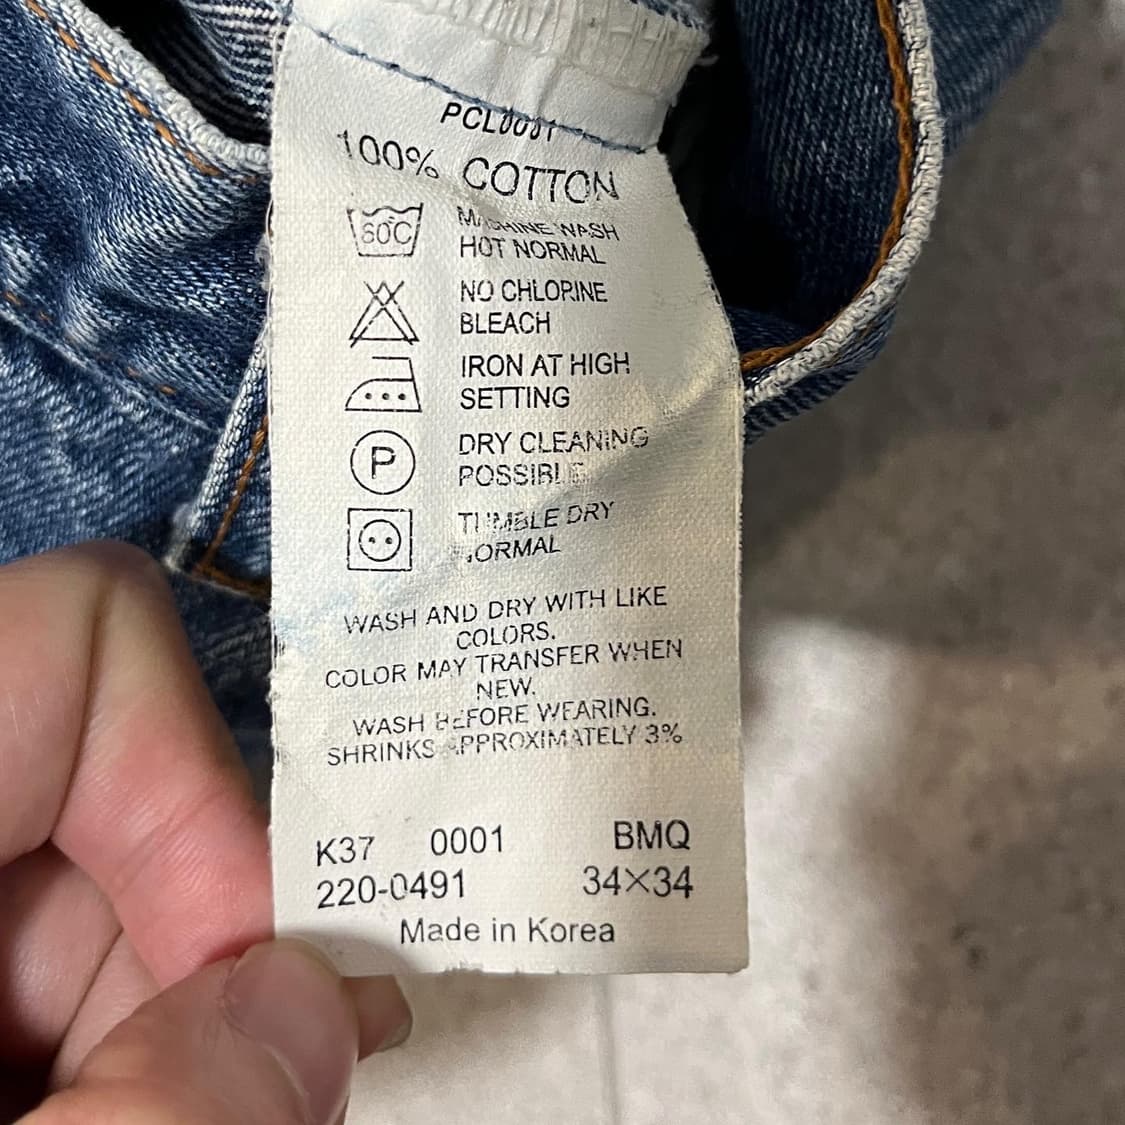 100% COTTON
60C
MACHINE WASH
HOT NORMAL
NO CHLORINE
BLEACH
IRON AT HIGH
SETTING
P
DRY CLEANING
POSSIBLE
TUMBLE DRY
NORMAL
WASH AND DRY WITH LIKE
COLORS.
COLOR MAY TRANSFER WHEN
NEW.
WASH BEFORE WEARING.
SHRINKS APPROXIMATELY 3%
K37 0001 BMQ
220-0491 34×34
Made in Korea